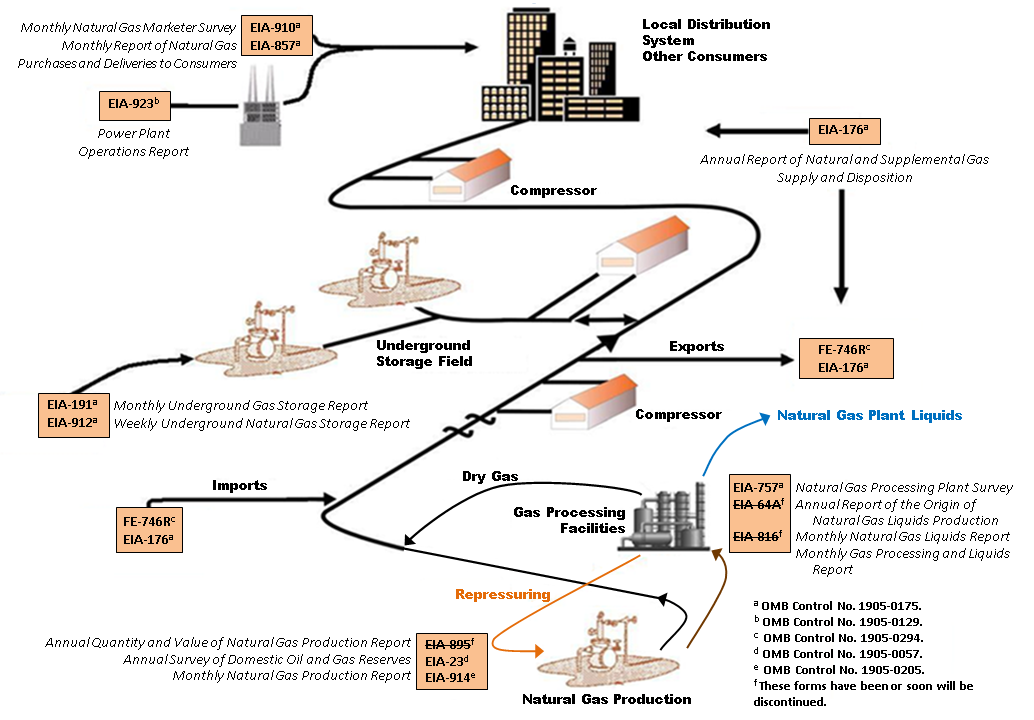 Monthly Natural Gas Marketer Survey
Monthly Report of Natural Gas
Purchases and Deliveries to Consumers
EIA-910ᵃ
EIA-857ᵃ
Local Distribution
System
Other Consumers
EIA-923ᵇ
Power Plant
Operations Report
EIA-176ᵃ
Annual Report of Natural and Supplemental Gas
Supply and Disposition
Compressor
Underground
Storage Field
Exports
FE-746Rᶜ
EIA-176ᵃ
EIA-191ᵃ
EIA-912ᵃ
Monthly Underground Gas Storage Report
Weekly Underground Natural Gas Storage Report
Compressor
Natural Gas Plant Liquids
Imports
FE-746Rᶜ
EIA-176ᵃ
Dry Gas
Gas Processing
Facilities
EIA-757ᵃ
EIA-64Aᶠ
EIA-816ᶠ
Natural Gas Processing Plant Survey
Annual Report of the Origin of
Natural Gas Liquids Production
Monthly Natural Gas Liquids Report
Monthly Gas Processing and Liquids
Report
Repressuring
Annual Quantity and Value of Natural Gas Production Report
Annual Survey of Domestic Oil and Gas Reserves
Monthly Natural Gas Production Report
EIA-895ᶠ
EIA-23ᵈ
EIA-914ᵉ
Natural Gas Production
ᵃ OMB Control No. 1905-0175.
ᵇ OMB Control No. 1905-0129.
ᶜ OMB Control No. 1905-0294.
ᵈ OMB Control No. 1905-0057.
ᵉ OMB Control No. 1905-0205.
ᶠ These forms have been or soon will be
discontinued.